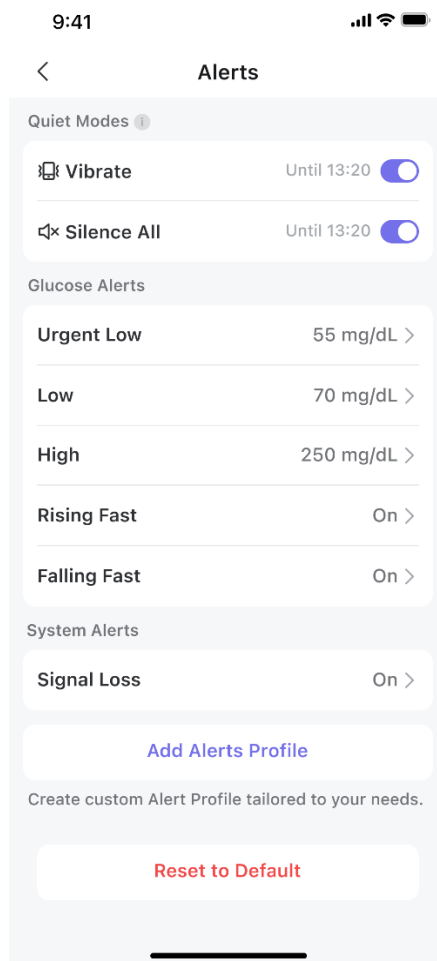 9:41
Alerts
Quiet Modes
Vibrate Until 13:20
Silence All Until 13:20
Glucose Alerts
Urgent Low 55 mg/dL
Low 70 mg/dL
High 250 mg/dL
Rising Fast On
Falling Fast On
System Alerts
Signal Loss On
Add Alerts Profile
Create custom Alert Profile tailored to your needs.
Reset to Default